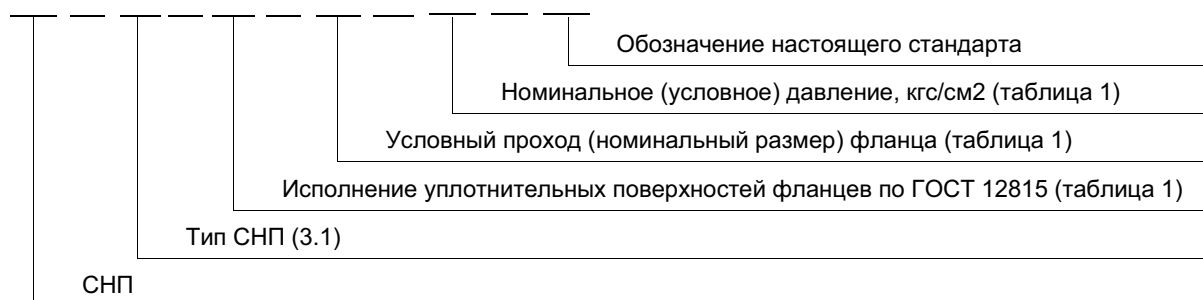 Обозначение настоящего стандарта
Номинальное (условное) давление, кгс/см2 (таблица 1)
Условный проход (номинальный размер) фланца (таблица 1)
Исполнение уплотнительных поверхностей фланцев по ГОСТ 12815 (таблица 1)
Тип СНП (3.1)
СНП